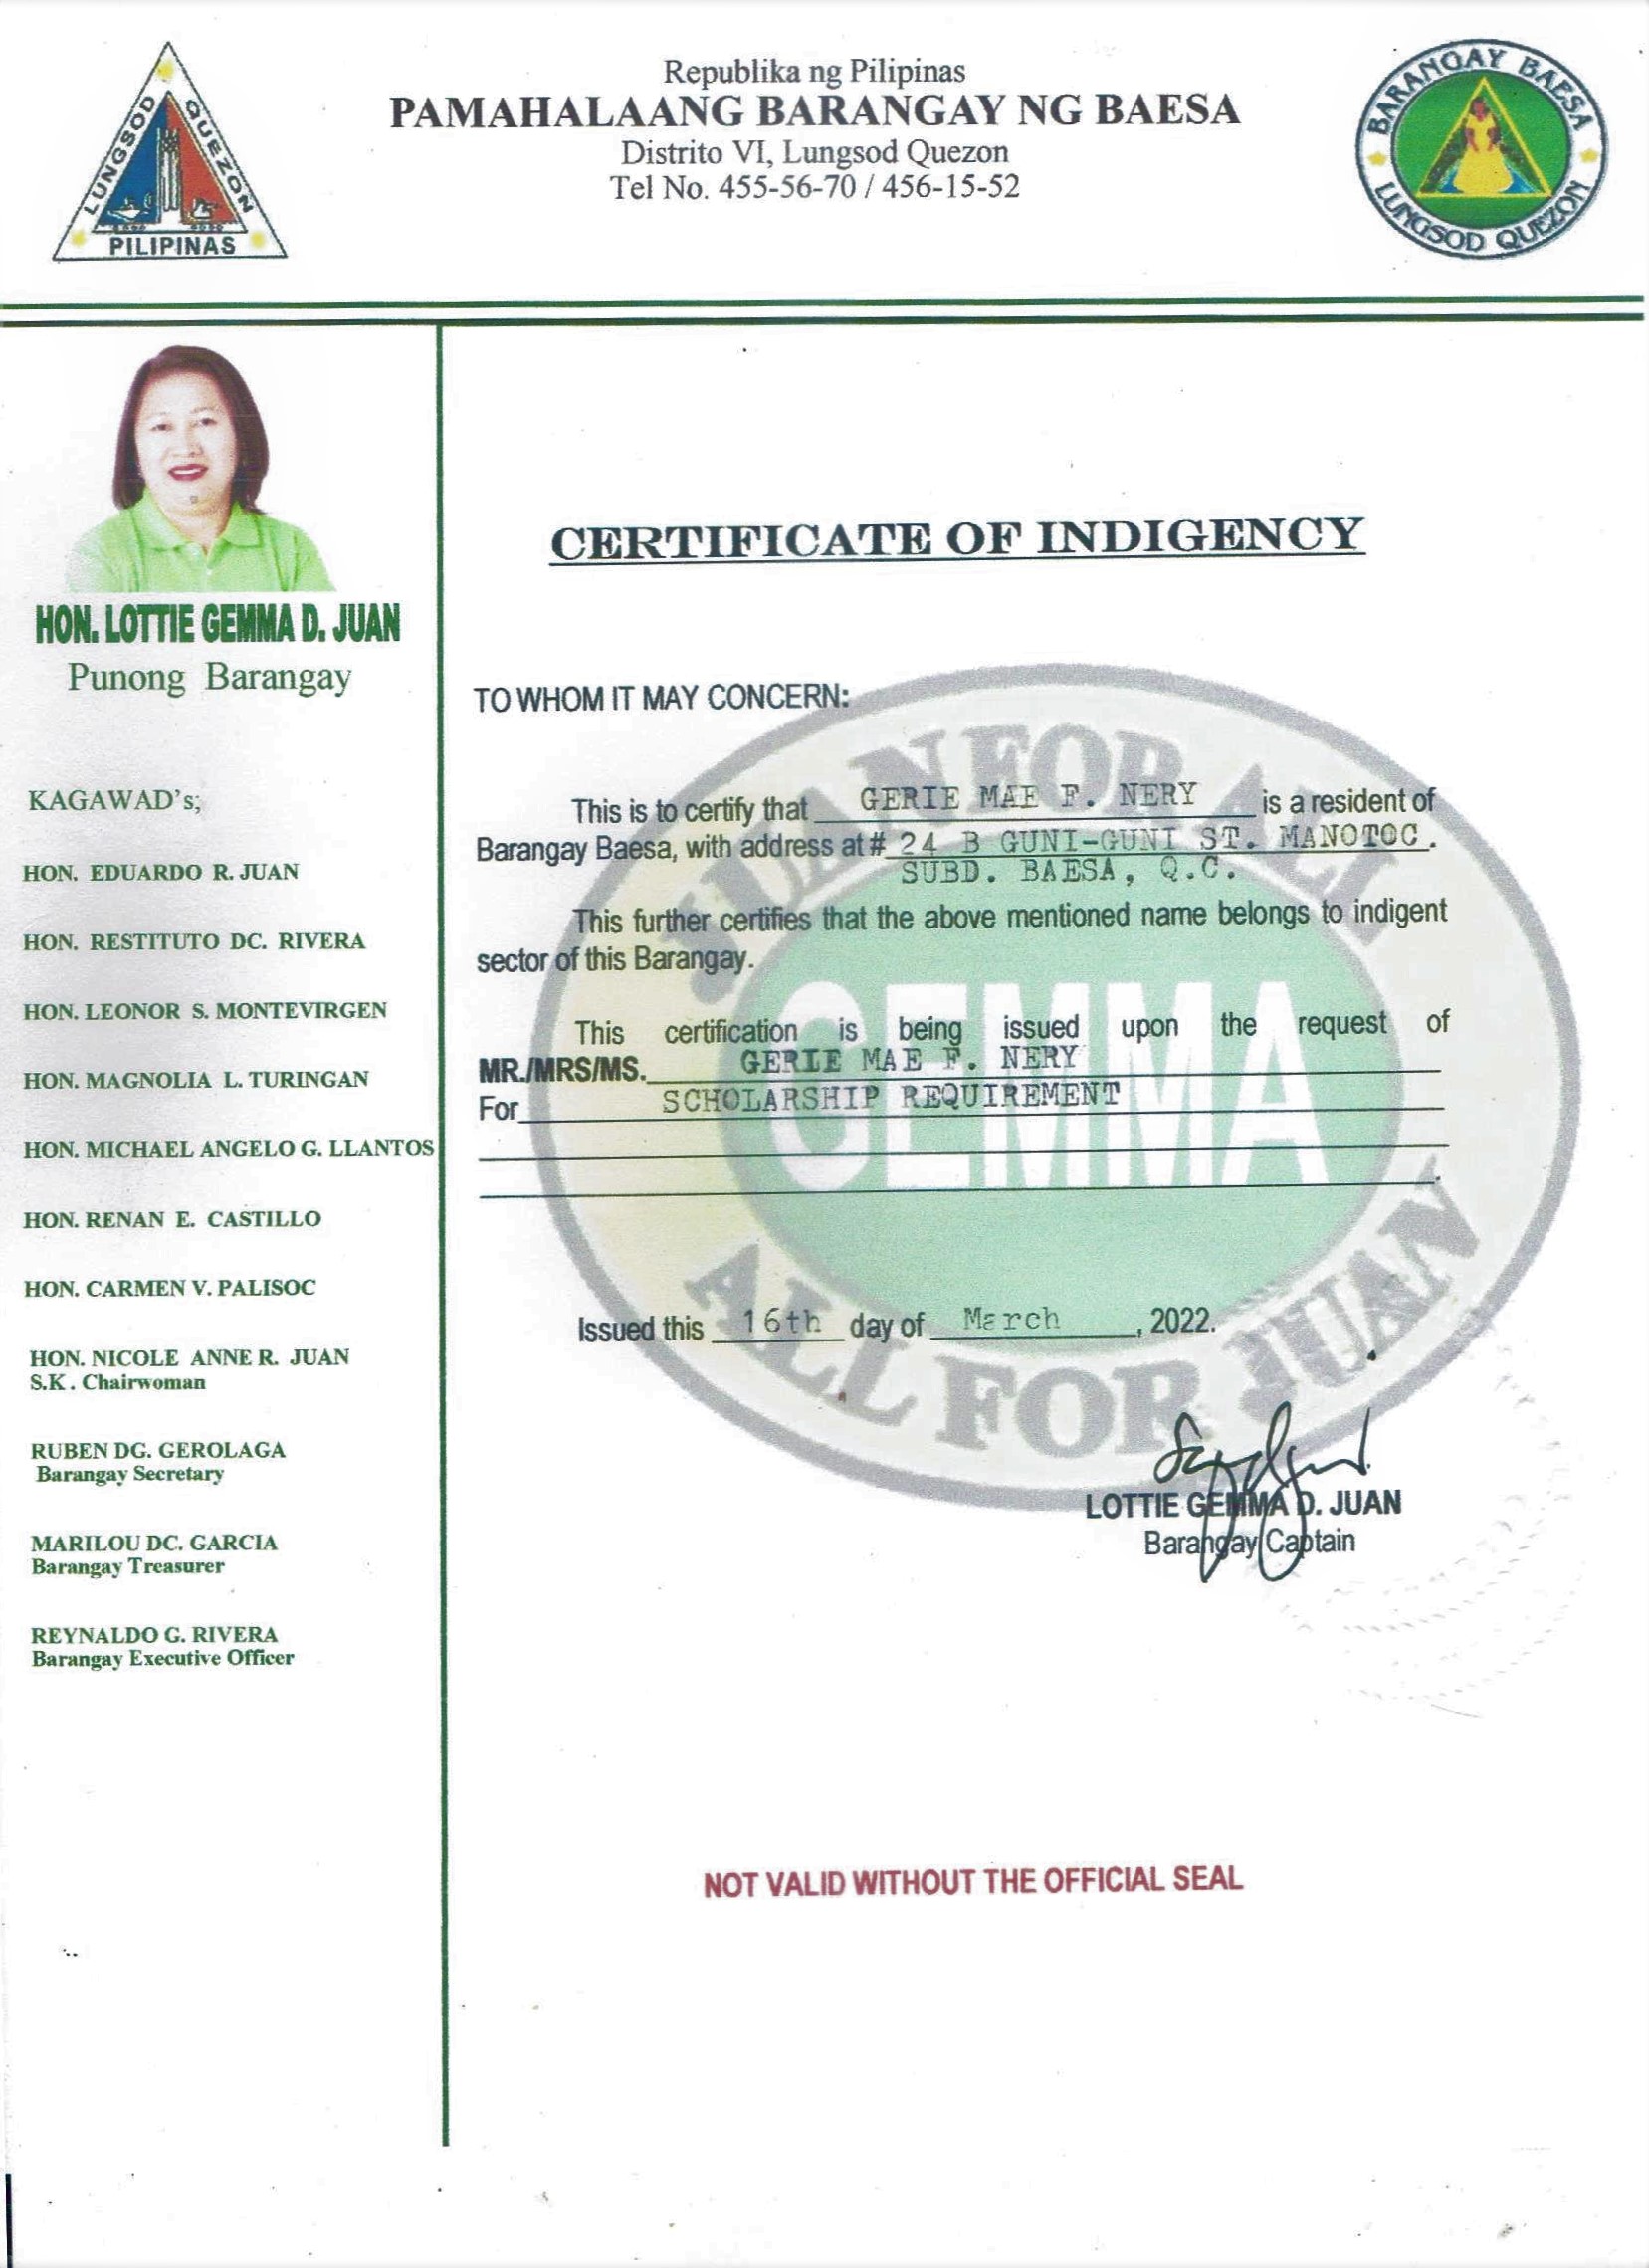 LUNGSOD QUEZON
PILIPINAS
Republika ng Pilipinas
PAMAHALAANG BARANGAY NG BAESA
Distrito VI, Lungsod Quezon
Tel No. 455-56-70 / 456-15-52
BARANGAY BAESA
LUNGSOD QUEZON
HON. LOTTIE GEMMA D. JUAN
Punong Barangay
KAGAWAD's;
HON. EDUARDO R. JUAN
HON. RESTITUTO DC. RIVERA
HON. LEONOR S. MONTEVIRGEN
HON. MAGNOLIA L. TURINGAN
HON. MICHAEL ANGELO G. LLANTOS
HON. RENAN E. CASTILLO
HON. CARMEN V. PALISOC
HON. NICOLE ANNE R. JUAN
S.K. Chairwoman
RUBEN DG. GEROLAGA
Barangay Secretary
MARILOU DC. GARCIA
Barangay Treasurer
REYNALDO G. RIVERA
Barangay Executive Officer
CERTIFICATE OF INDIGENCY
TO WHOM IT MAY CONCERN:
This is to certify that GERIE MAE F. NERY is a resident of
Barangay Baesa, with address at # 24 B GUNI-GUNI ST. MANOTOC.
SUBD. BAESA, Q.C.
This further certifies that the above mentioned name belongs to indigent
sector of this Barangay.
This certification is being issued upon the request of
MR./MRS/MS. GERIE MAE F. NERY
For SCHOLARSHIP REQUIREMENT
Issued this 16th day of March, 2022.
JUAN FOR ALL
GEMMA
ALL FOR JUAN
LOTTIE GEMMA D. JUAN
Barangay Captain
NOT VALID WITHOUT THE OFFICIAL SEAL